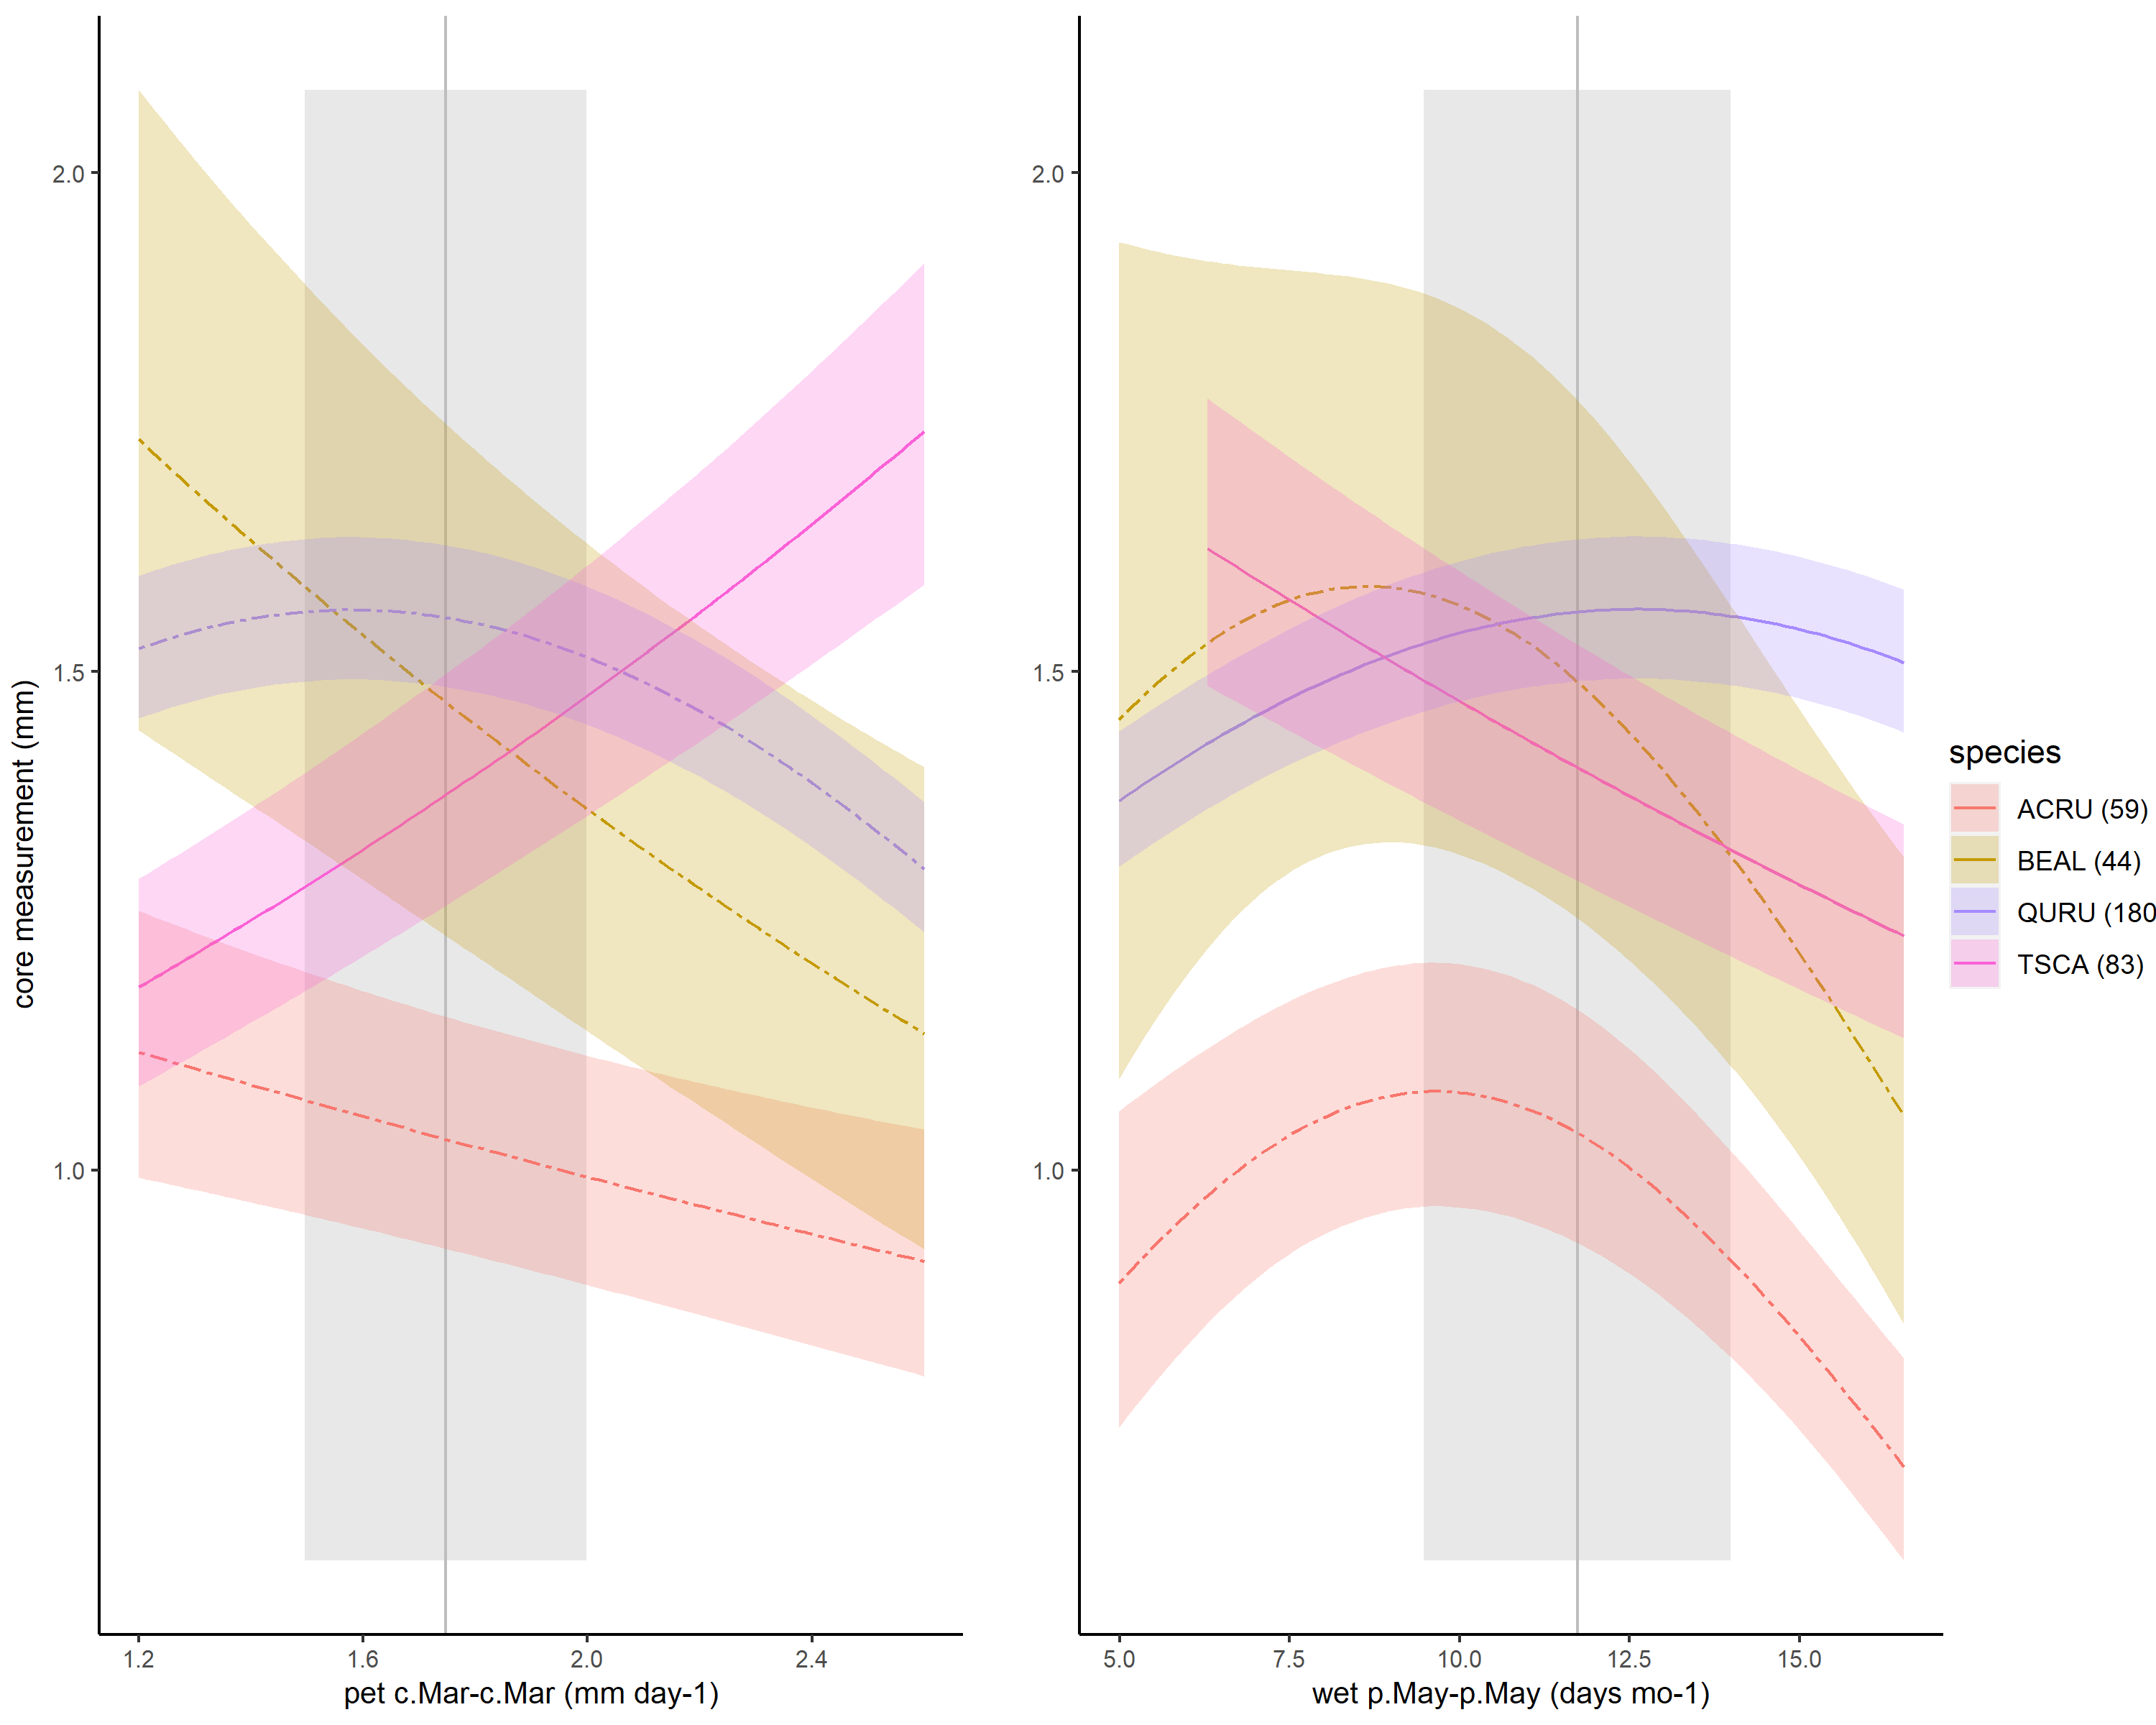 core measurement (mm)
2.0
1.5
1.0
1.2 1.6 2.0 2.4
pet c.Mar-c.Mar (mm day-1)
2.0
1.5
1.0
5.0 7.5 10.0 12.5 15.0
wet p.May-p.May (days mo-1)
species
ACRU (59)
BEAL (44)
QURU (180
TSCA (83)